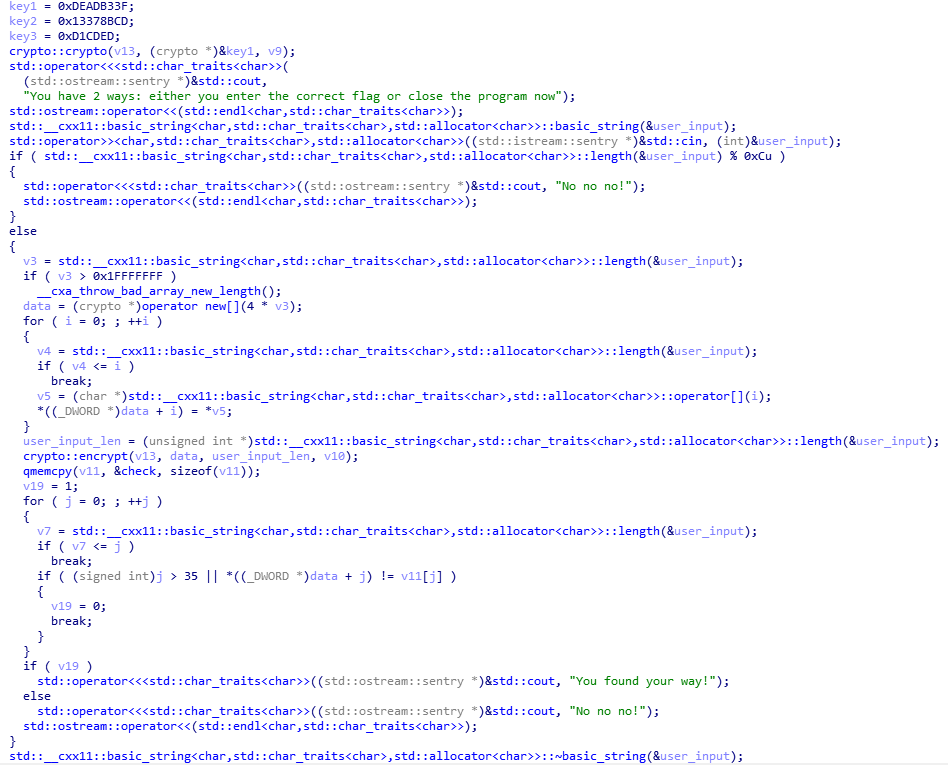 key1 = 0xDEADB33F;
key2 = 0x13378BCD;
key3 = 0xD1CDED;
crypto::crypto(v13, (crypto *)&key1, v9);
std::operator<<<std::char_traits<char>>(
(std::ostream::sentry *)&std::cout,
"You have 2 ways: either you enter the correct flag or close the program now");
std::ostream::operator<<(std::endl<char,std::char_traits<char>>);
std::__cxx11::basic_string<char,std::char_traits<char>,std::allocator<char>>::basic_string(&user_input);
std::operator>><char,std::char_traits<char>,std::allocator<char>>((std::istream::sentry *)&std::cin, (int)&user_input);
if ( std::__cxx11::basic_string<char,std::char_traits<char>,std::allocator<char>>::length(&user_input) % 0xCu )
{
std::operator<<<std::char_traits<char>>((std::ostream::sentry *)&std::cout, "No no no!");
std::ostream::operator<<(std::endl<char,std::char_traits<char>>);
}
else
{
v3 = std::__cxx11::basic_string<char,std::char_traits<char>,std::allocator<char>>::length(&user_input);
if ( v3 > 0x1FFFFFFF )
__cxa_throw_bad_array_new_length();
data = (crypto *)operator new[](4 * v3);
for ( i = 0; ; ++i )
{
v4 = std::__cxx11::basic_string<char,std::char_traits<char>,std::allocator<char>>::length(&user_input);
if ( v4 <= i )
break;
v5 = (char *)std::__cxx11::basic_string<char,std::char_traits<char>,std::allocator<char>>::operator[](i);
*((_DWORD *)data + i) = *v5;
}
user_input_len = (unsigned int *)std::__cxx11::basic_string<char,std::char_traits<char>,std::allocator<char>>::length(&user_input);
crypto::encrypt(v13, data, user_input_len, v10);
qmemcpy(v11, &check, sizeof(v11));
v19 = 1;
for ( j = 0; ; ++j )
{
v7 = std::__cxx11::basic_string<char,std::char_traits<char>,std::allocator<char>>::length(&user_input);
if ( v7 <= j )
break;
if ( (signed int)j > 35 || *((_DWORD *)data + j) != v11[j] )
{
v19 = 0;
break;
}
}
if ( v19 )
std::operator<<<std::char_traits<char>>((std::ostream::sentry *)&std::cout, "You found your way!");
else
std::operator<<<std::char_traits<char>>((std::ostream::sentry *)&std::cout, "No no no!");
std::ostream::operator<<(std::endl<char,std::char_traits<char>>);
}
std::__cxx11::basic_string<char,std::char_traits<char>,std::allocator<char>>::~basic_string(&user_input);